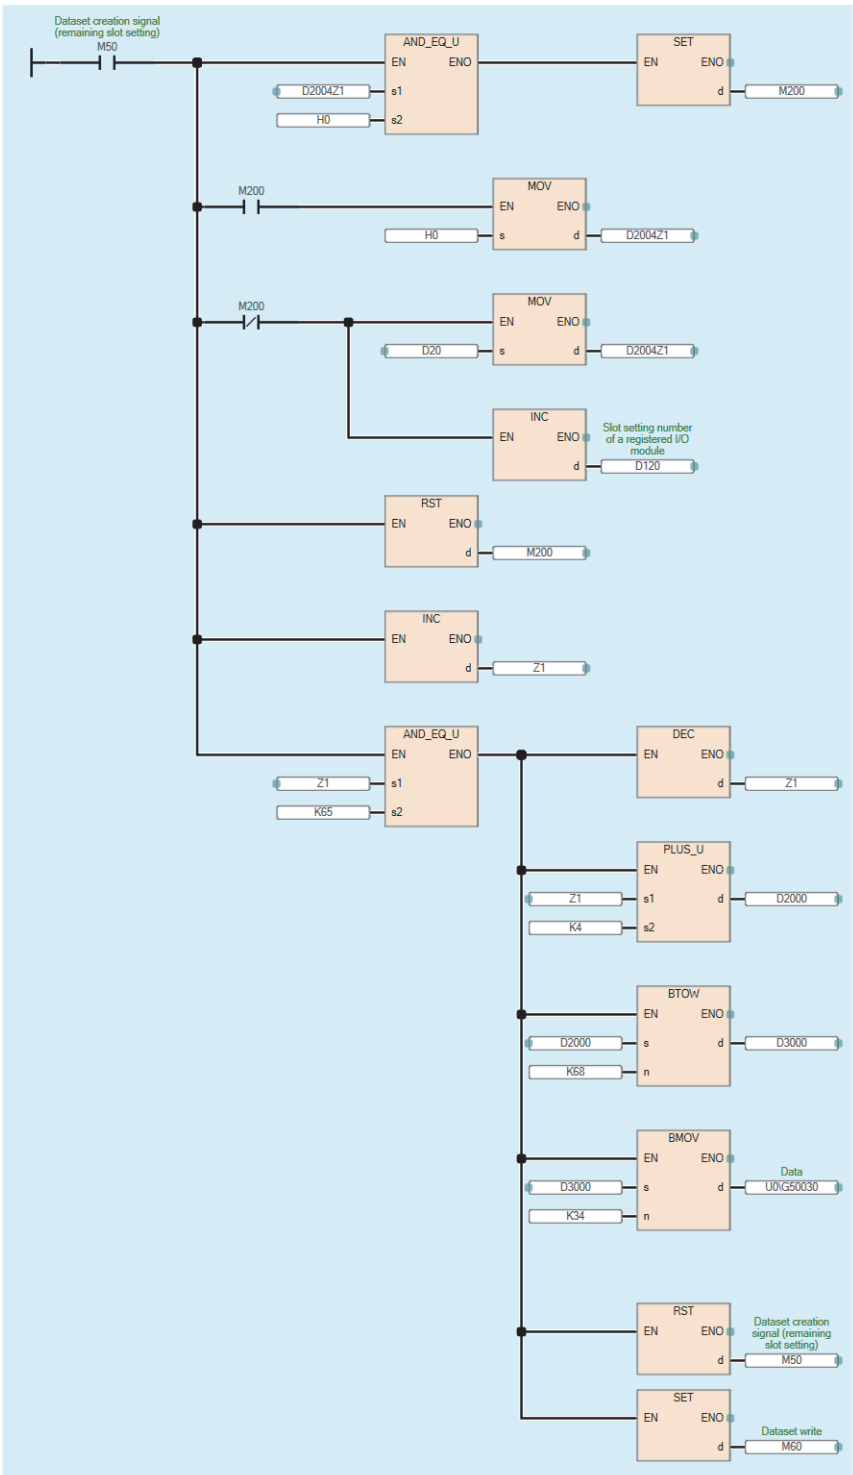 Dataset creation signal
(remaining slot setting)
M50
AND_EQ_U
EN ENO
D2004Z1 s1
H0 s2
SET
EN ENO
d M200
M200
MOV
EN ENO
H0 s d D2004Z1
M200
MOV
EN ENO
D20 s d D2004Z1
INC
EN ENO
d D120
Slot setting number
of a registered I/O
module
RST
EN ENO
d M200
INC
EN ENO
d Z1
AND_EQ_U
EN ENO
Z1 s1
K65 s2
DEC
EN ENO
d Z1
PLUS_U
EN ENO
Z1 s1 d D2000
K4 s2
BTOW
EN ENO
D2000 s d D3000
K68 n
BMOV
EN ENO
Data
D3000 s d U0\G50030
K34 n
RST
EN ENO
Dataset creation
signal (remaining
slot setting)
d M50
SET
EN ENO
Dataset write
d M60